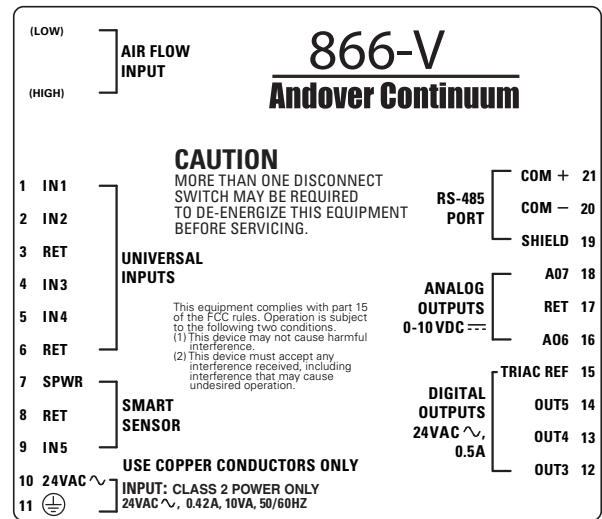 (LOW)
AIR FLOW
INPUT
(HIGH)
866-V
Andover Continuum
CAUTION
MORE THAN ONE DISCONNECT
SWITCH MAY BE REQUIRED
TO DE-ENERGIZE THIS EQUIPMENT
BEFORE SERVICING.
1 IN1
2 IN2
3 RET
4 IN3
5 IN4
6 RET
UNIVERSAL
INPUTS
7 SPWR
8 RET
9 IN5
SMART
SENSOR
This equipment complies with part 15
of the FCC rules. Operation is subject
to the following two conditions.
(1) This device may not cause harmful
interference.
(2) This device must accept any
interference received, including
interference that may cause
undesired operation.
RS-485
PORT
COM + 21
COM – 20
SHIELD 19
ANALOG
OUTPUTS
0-10 VDC ⎓
A07 18
RET 17
AO6 16
DIGITAL
OUTPUTS
24VAC ∿,
0.5A
TRIAC REF 15
OUT5 14
OUT4 13
OUT3 12
USE COPPER CONDUCTORS ONLY
10 24VAC ∿
11
INPUT: CLASS 2 POWER ONLY
24VAC ∿, 0.42A, 10VA, 50/60HZ